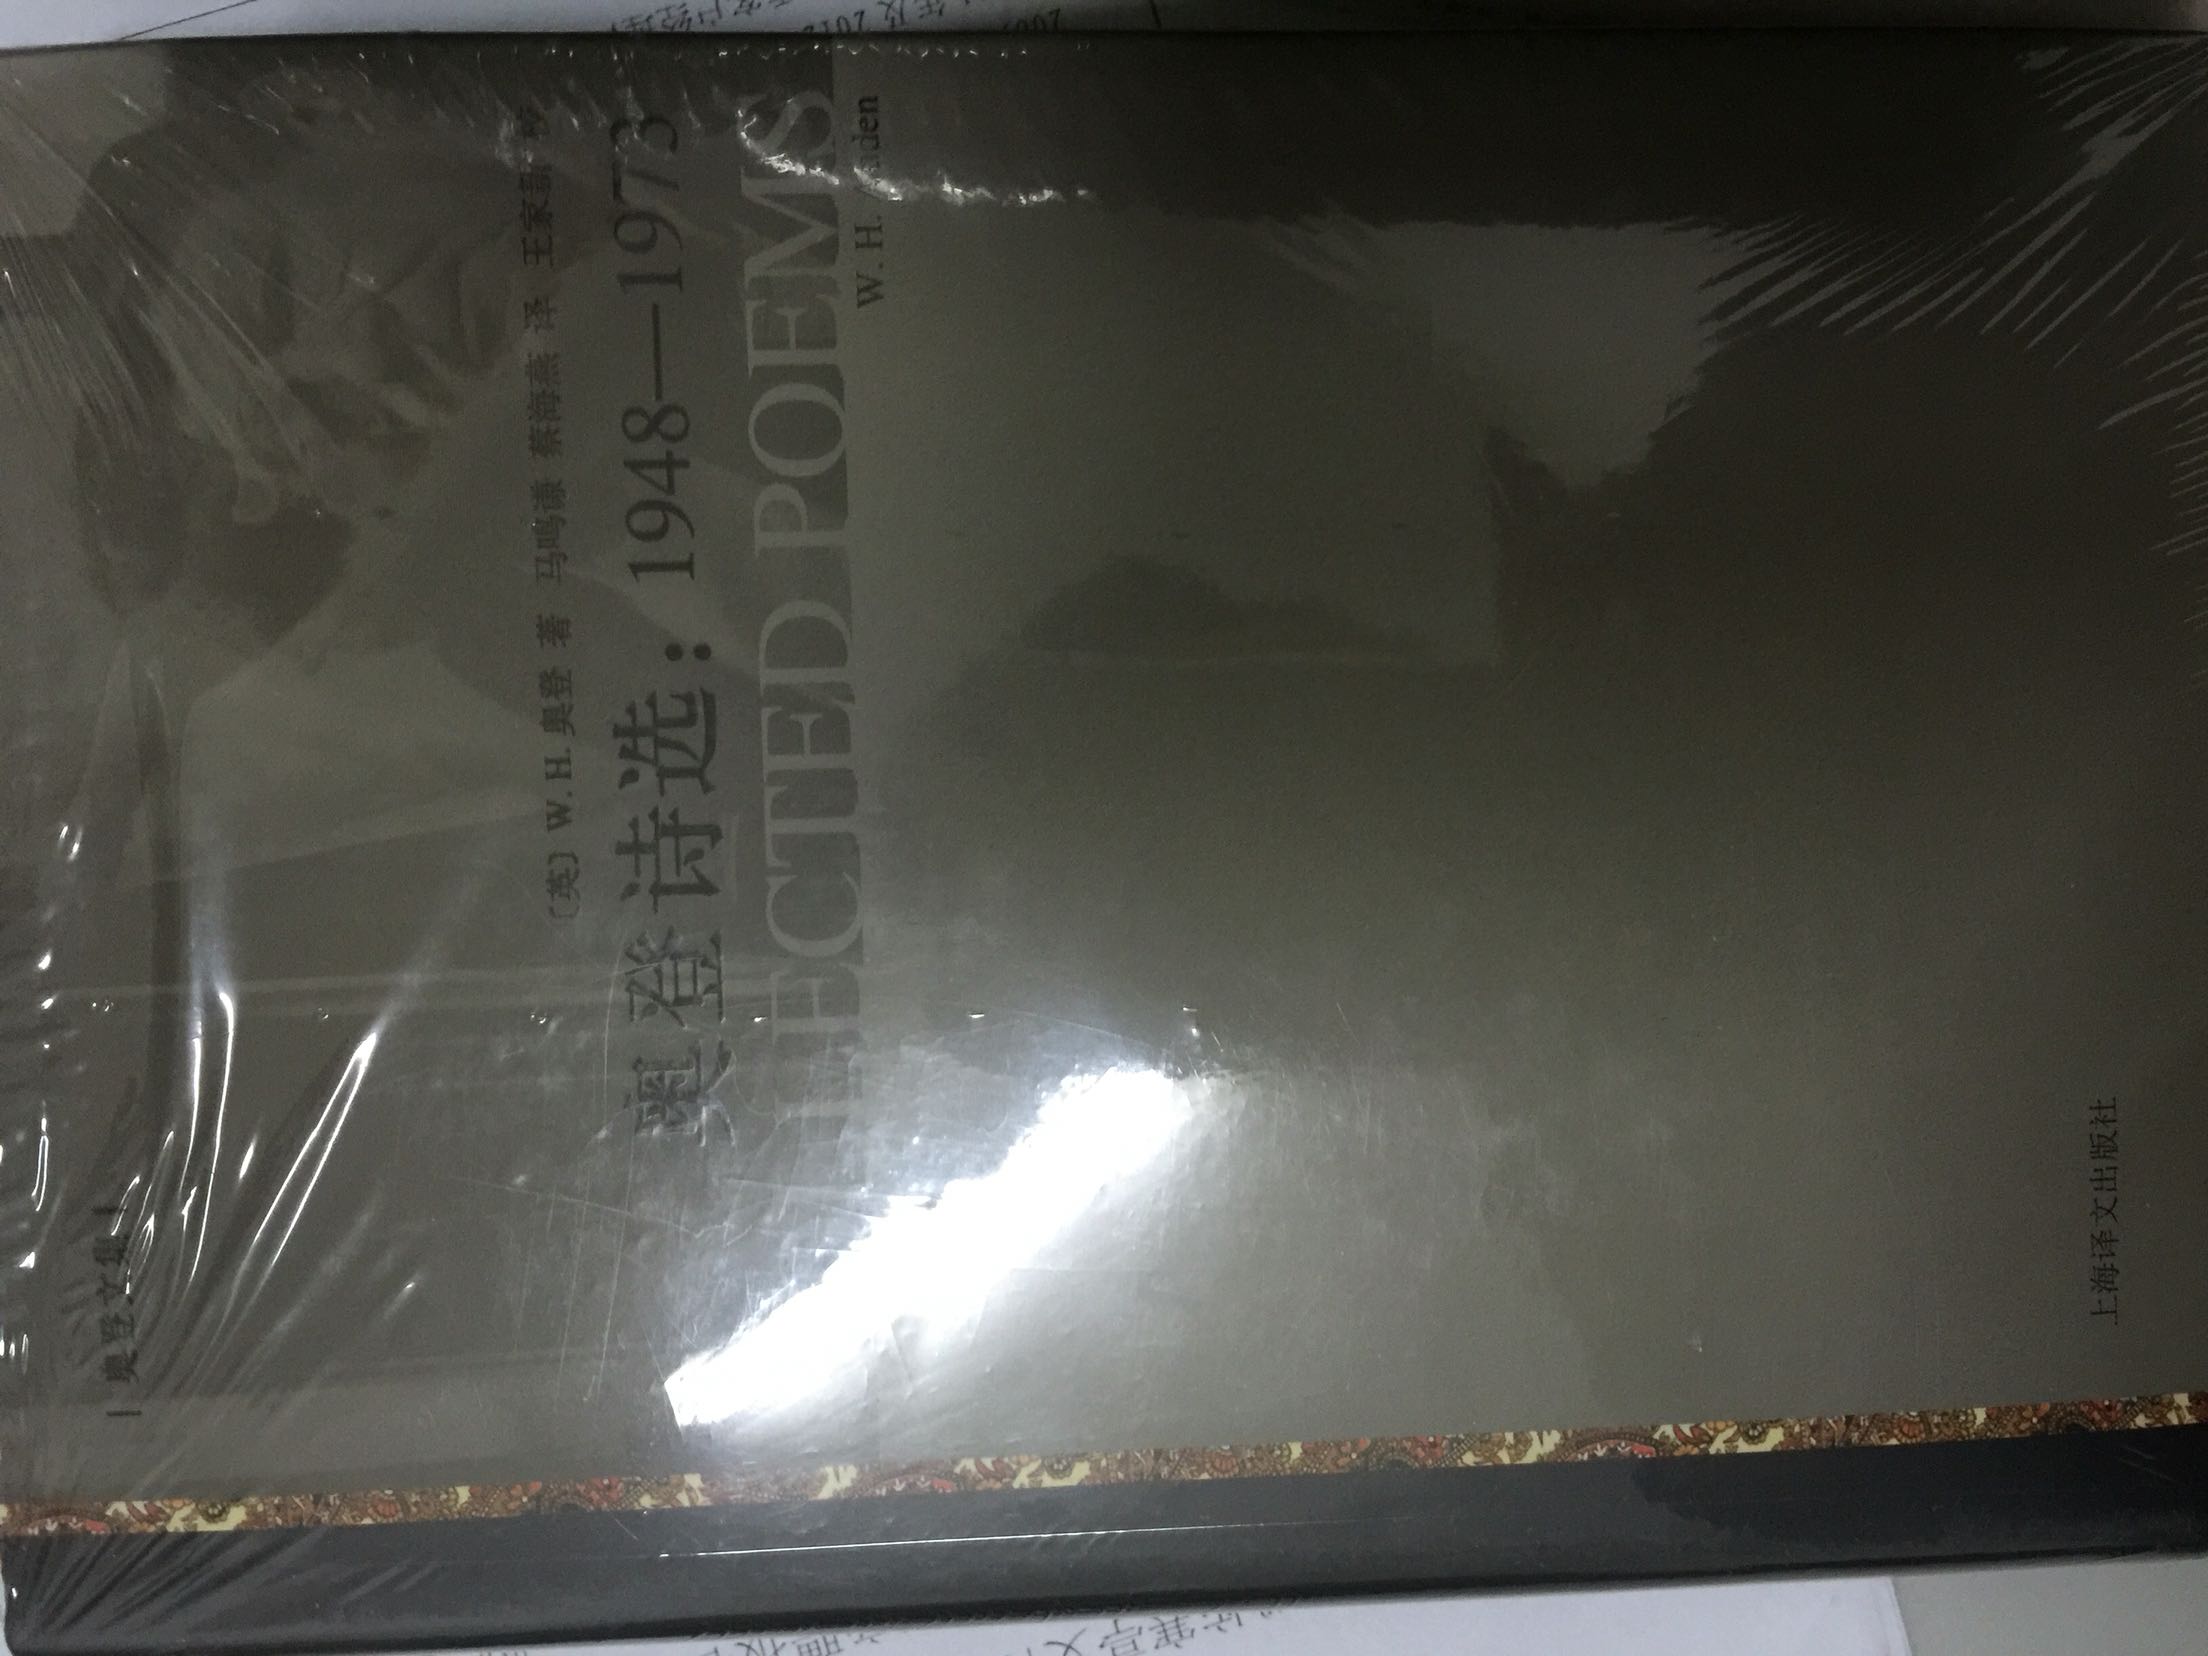 奥登文集
〔英〕W. H. 奥登 著 马鸣谦 蔡海燕 译 王家新 校
奥登诗选：1948—1973
SELECTED POEMS
W. H. Auden
上海译文出版社